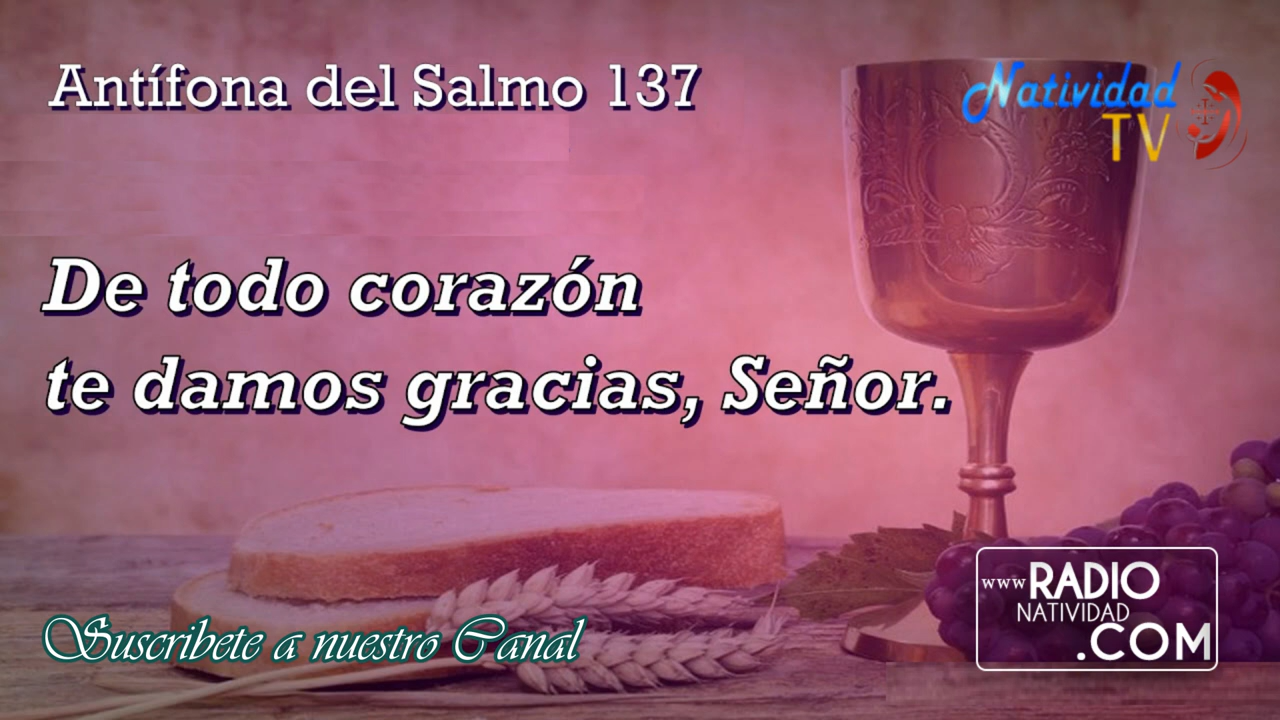 Antífona del Salmo 137
Natividad
TV
De todo corazón
te damos gracias, Señor.
Suscribete a nuestro Canal
www RADIO
NATIVIDAD
.COM